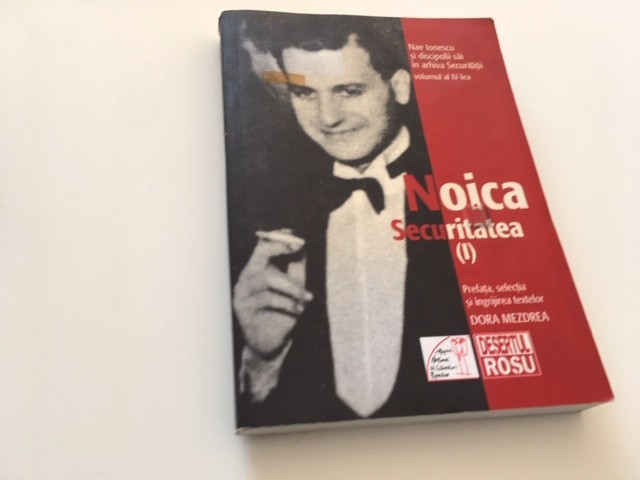 Nae Ionescu
și discipolii săi
în arhiva Securității
volumul al IV-lea
Noica
Securitatea
(I)
Prefața, selecția
și îngrijirea textelor
DORA MEZDREA
Muzeul
DEȘERTUL
ROȘU